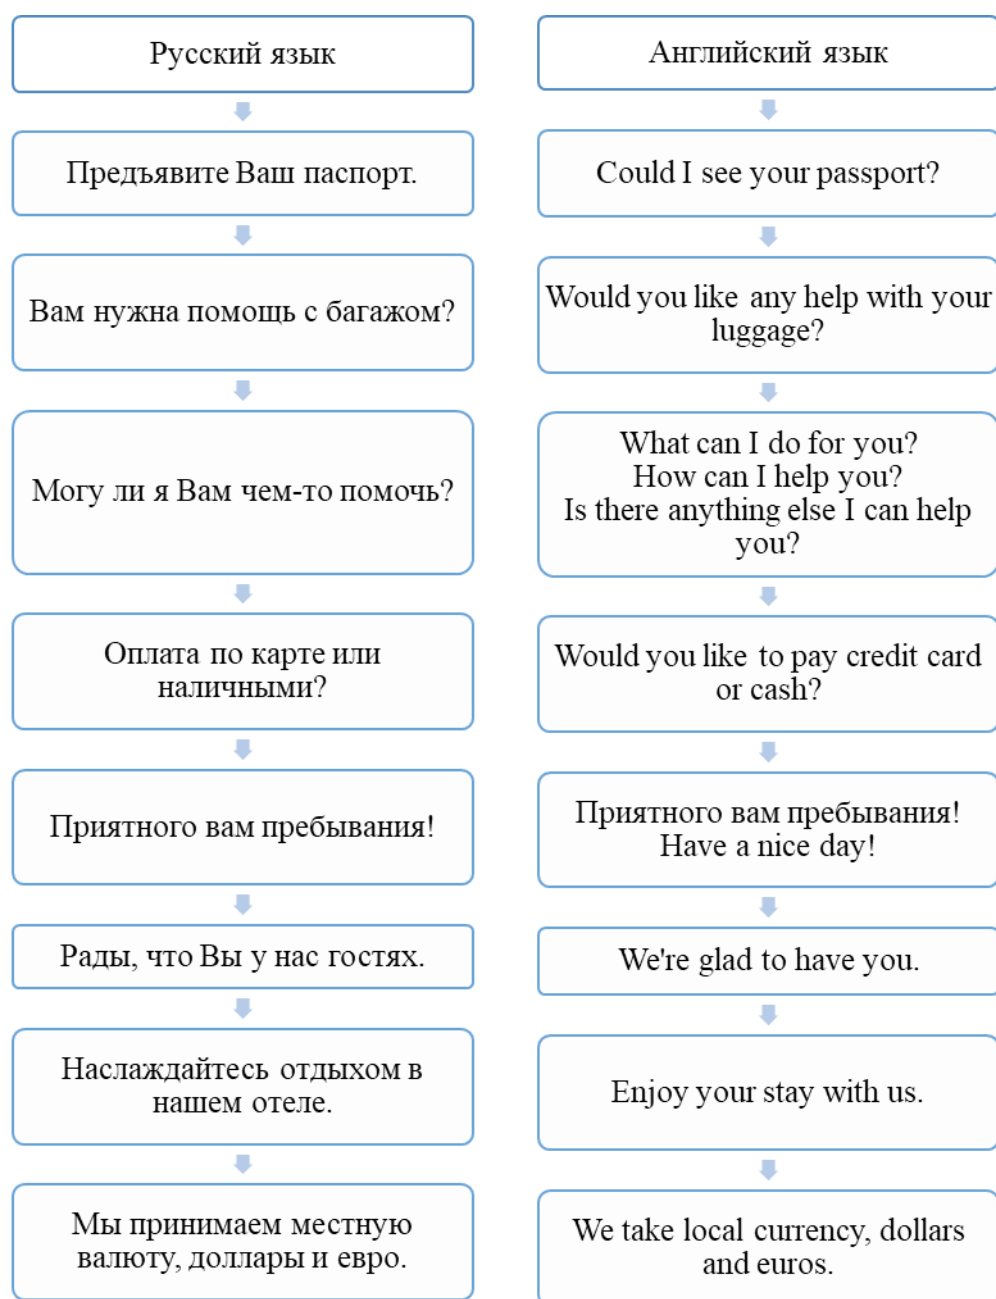 Русский язык
Предъявите Ваш паспорт.
Вам нужна помощь с багажом?
Могу ли я Вам чем-то помочь?
Оплата по карте или
наличными?
Приятного вам пребывания!
Рады, что Вы у нас гостях.
Наслаждайтесь отдыхом в
нашем отеле.
Мы принимаем местную
валюту, доллары и евро.
Английский язык
Could I see your passport?
Would you like any help with your
luggage?
What can I do for you?
How can I help you?
Is there anything else I can help
you?
Would you like to pay credit card
or cash?
Приятного вам пребывания!
Have a nice day!
We're glad to have you.
Enjoy your stay with us.
We take local currency, dollars
and euros.